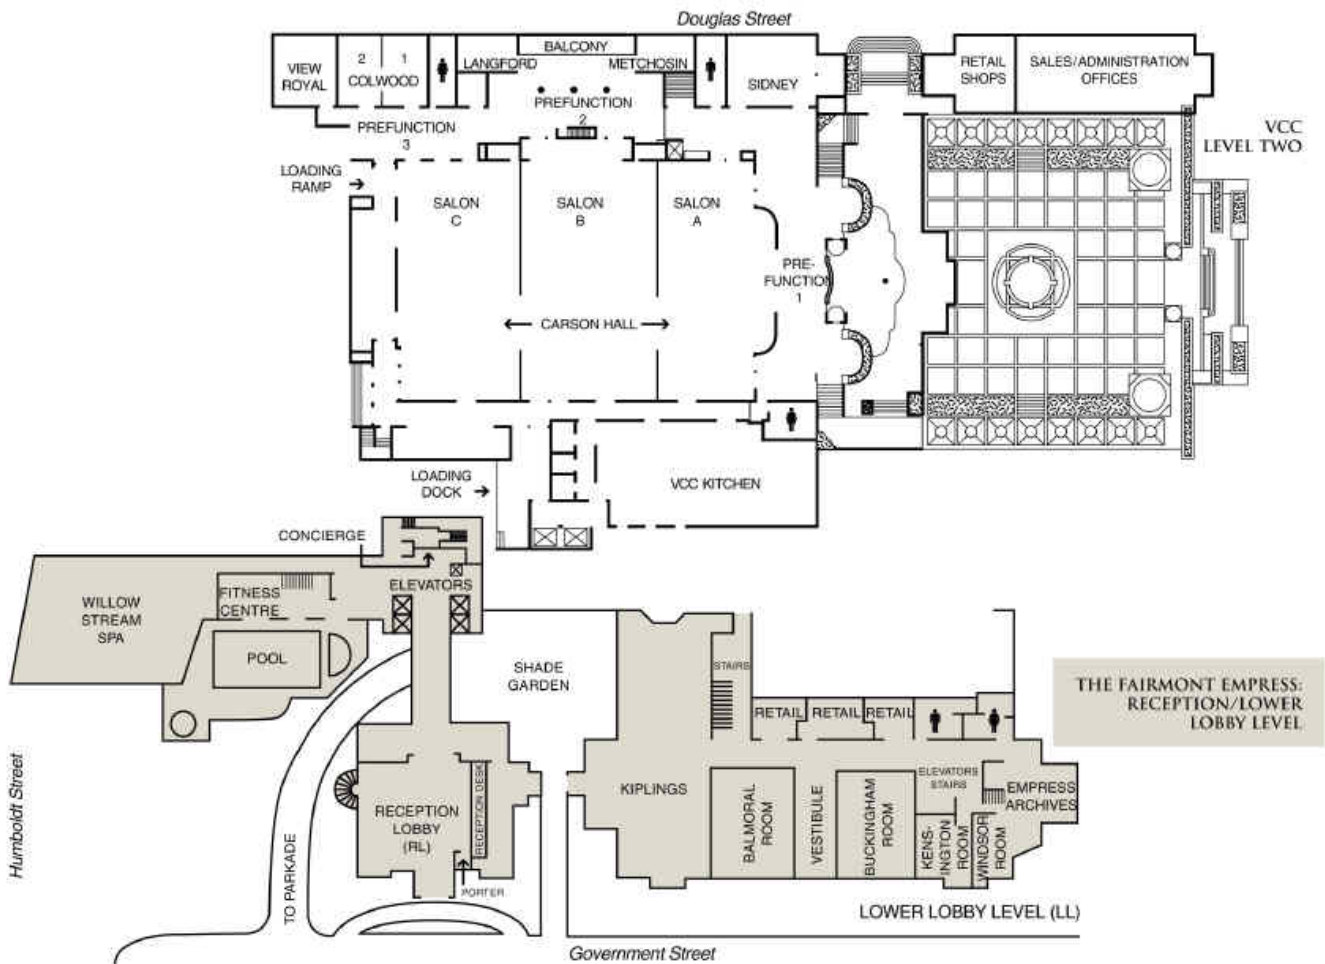 Douglas Street
BALCONY
VIEW
ROYAL
2 1
COLWOOD
LANGFORD
METCHOSIN
SIDNEY
RETAIL
SHOPS
SALES/ADMINISTRATION
OFFICES
PREFUNCTION
2
PREFUNCTION
3
VCC
LEVEL TWO
LOADING
RAMP
SALON
C
SALON
B
SALON
A
PRE-
FUNCTION
1
CARSON HALL
LOADING
DOCK
VCC KITCHEN
CONCIERGE
ELEVATORS
WILLOW
STREAM
SPA
FITNESS
CENTRE
POOL
SHADE
GARDEN
STAIRS
RETAIL
RETAIL
RETAIL
THE FAIRMONT EMPRESS:
RECEPTION/LOWER
LOBBY LEVEL
Humboldt Street
TO PARKADE
RECEPTION
LOBBY
(RL)
RECEPTION DESK
PORTER
KIPLINGS
BALMORAL
ROOM
VESTIBULE
BUCKINGHAM
ROOM
ELEVATORS
STAIRS
KENS-
INGTON
ROOM
WINDSOR
ROOM
EMPRESS
ARCHIVES
LOWER LOBBY LEVEL (LL)
Government Street